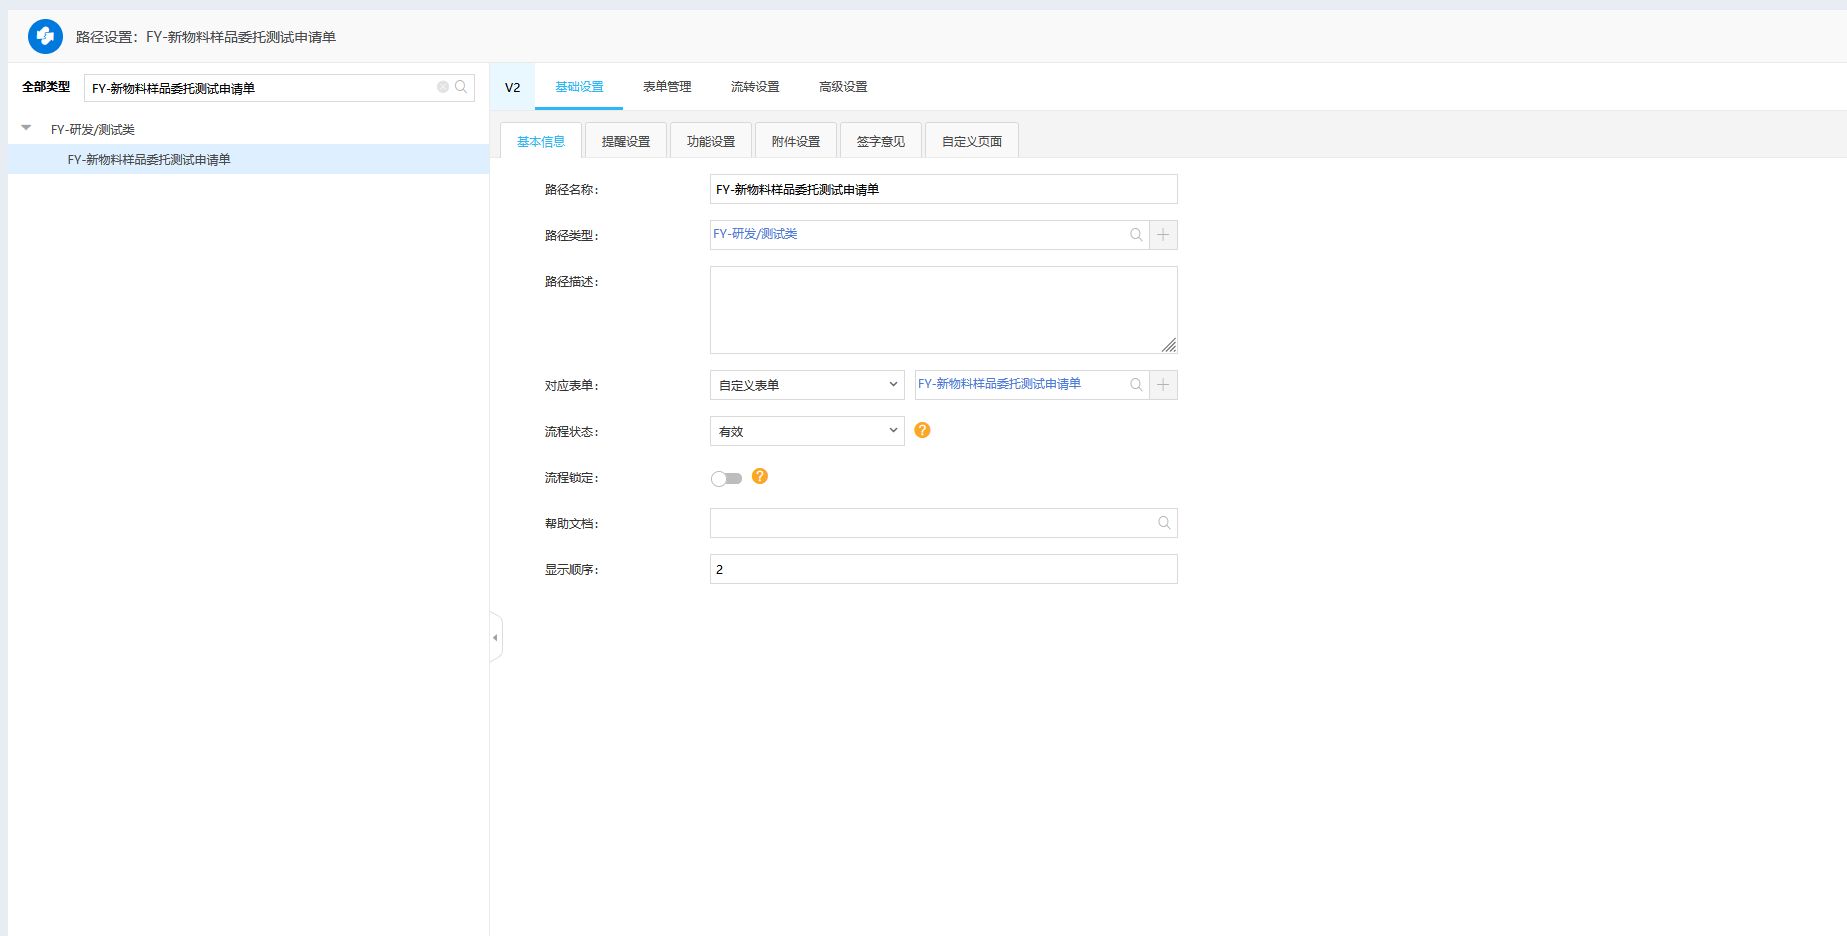 路径设置：FY-新物料样品委托测试申请单
全部类型
FY-新物料样品委托测试申请单
FY-研发/测试类
FY-新物料样品委托测试申请单
V2
基础设置
表单管理
流转设置
高级设置
基本信息
提醒设置
功能设置
附件设置
签字意见
自定义页面
路径名称：
FY-新物料样品委托测试申请单
路径类型：
FY-研发/测试类
路径描述：
对应表单：
自定义表单
FY-新物料样品委托测试申请单
流程状态：
有效
?
流程锁定：
?
帮助文档：
显示顺序：
2